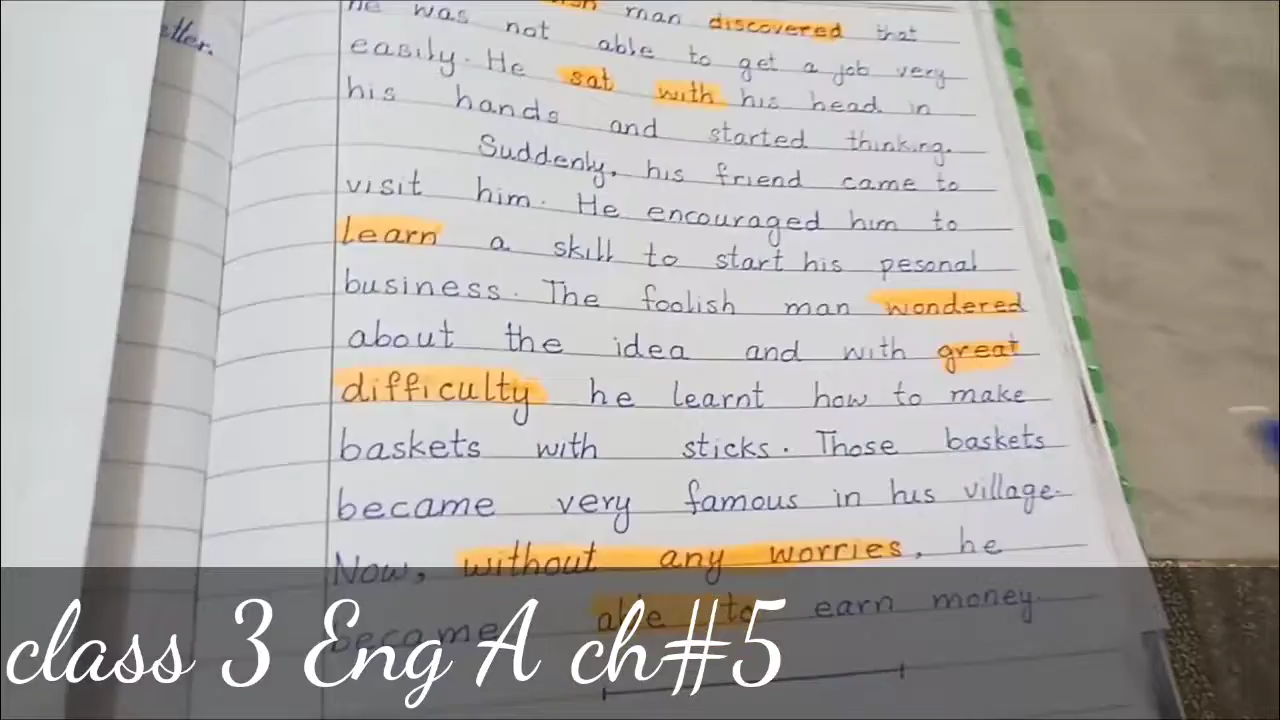 etter.
man discovered that
he was not able to get a job very
easily. He sat with his head in
his hands and started thinking.
Suddenly, his friend came to
visit him. He encouraged him to
learn a skill to start his pesonal
business. The foolish man wondered
about the idea and with great
difficulty he learnt how to make
baskets with sticks. Those baskets
became very famous in his village.
Now, without any worries, he
became able to earn money.
class 3 Eng A ch#5